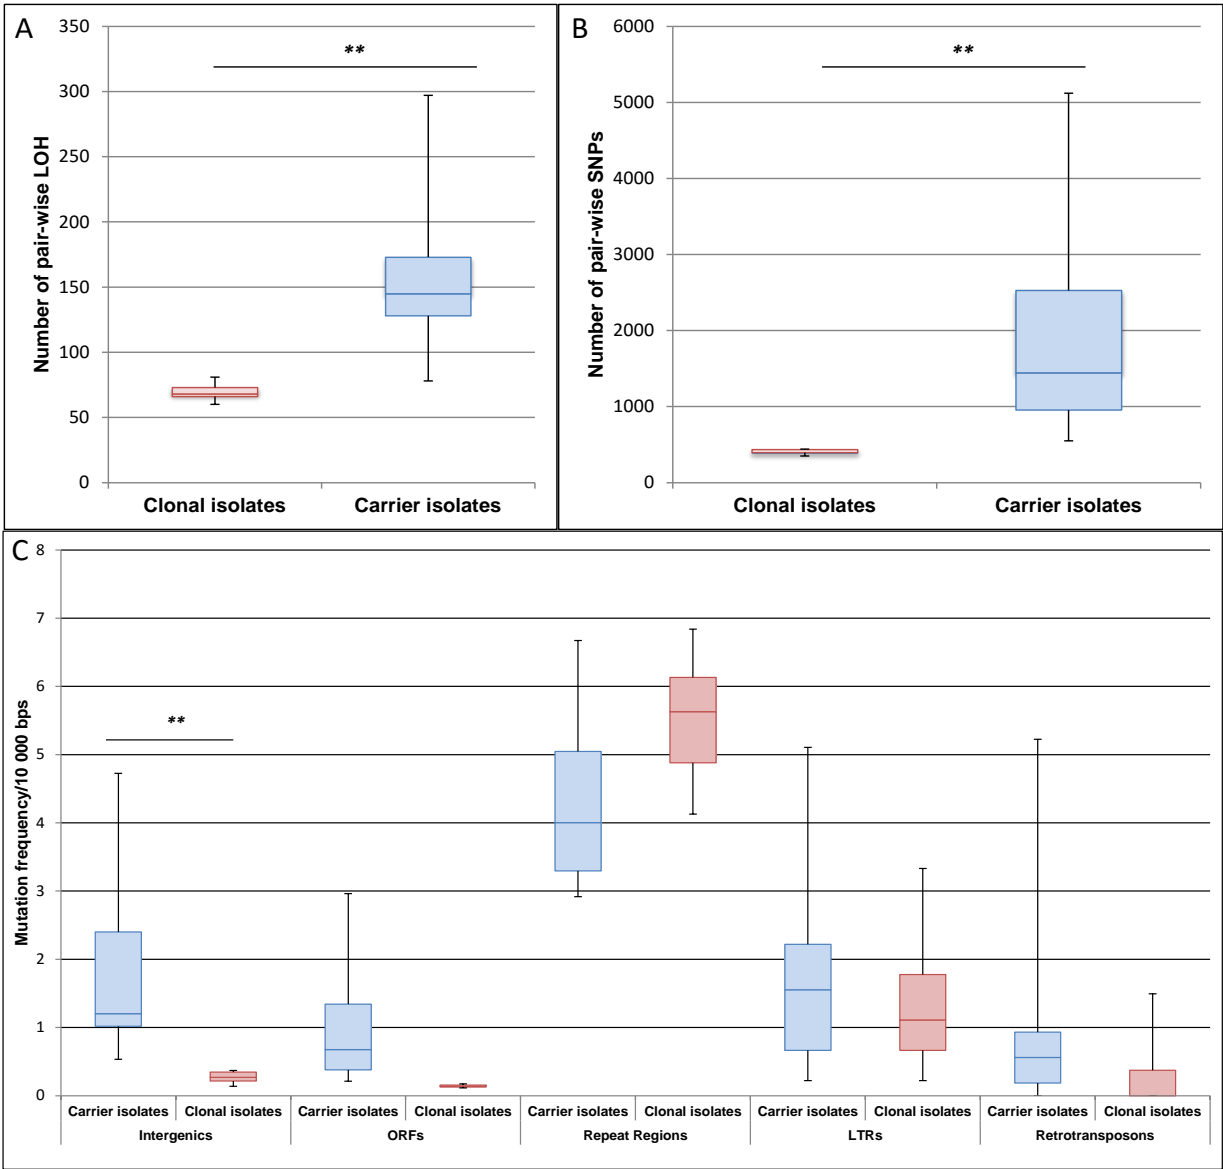 A
Number of pair-wise LOH
350
300
250
200
150
100
50
0
**
Clonal isolates Carrier isolates
B
Number of pair-wise SNPs
6000
5000
4000
3000
2000
1000
0
**
Clonal isolates Carrier isolates
C
Mutation frequency/10 000 bps
8
7
6
5
4
3
2
1
0
**
Carrier isolates Clonal isolates Carrier isolates Clonal isolates Carrier isolates Clonal isolates Carrier isolates Clonal isolates Carrier isolates Clonal isolates
Intergenics ORFs Repeat Regions LTRs Retrotransposons